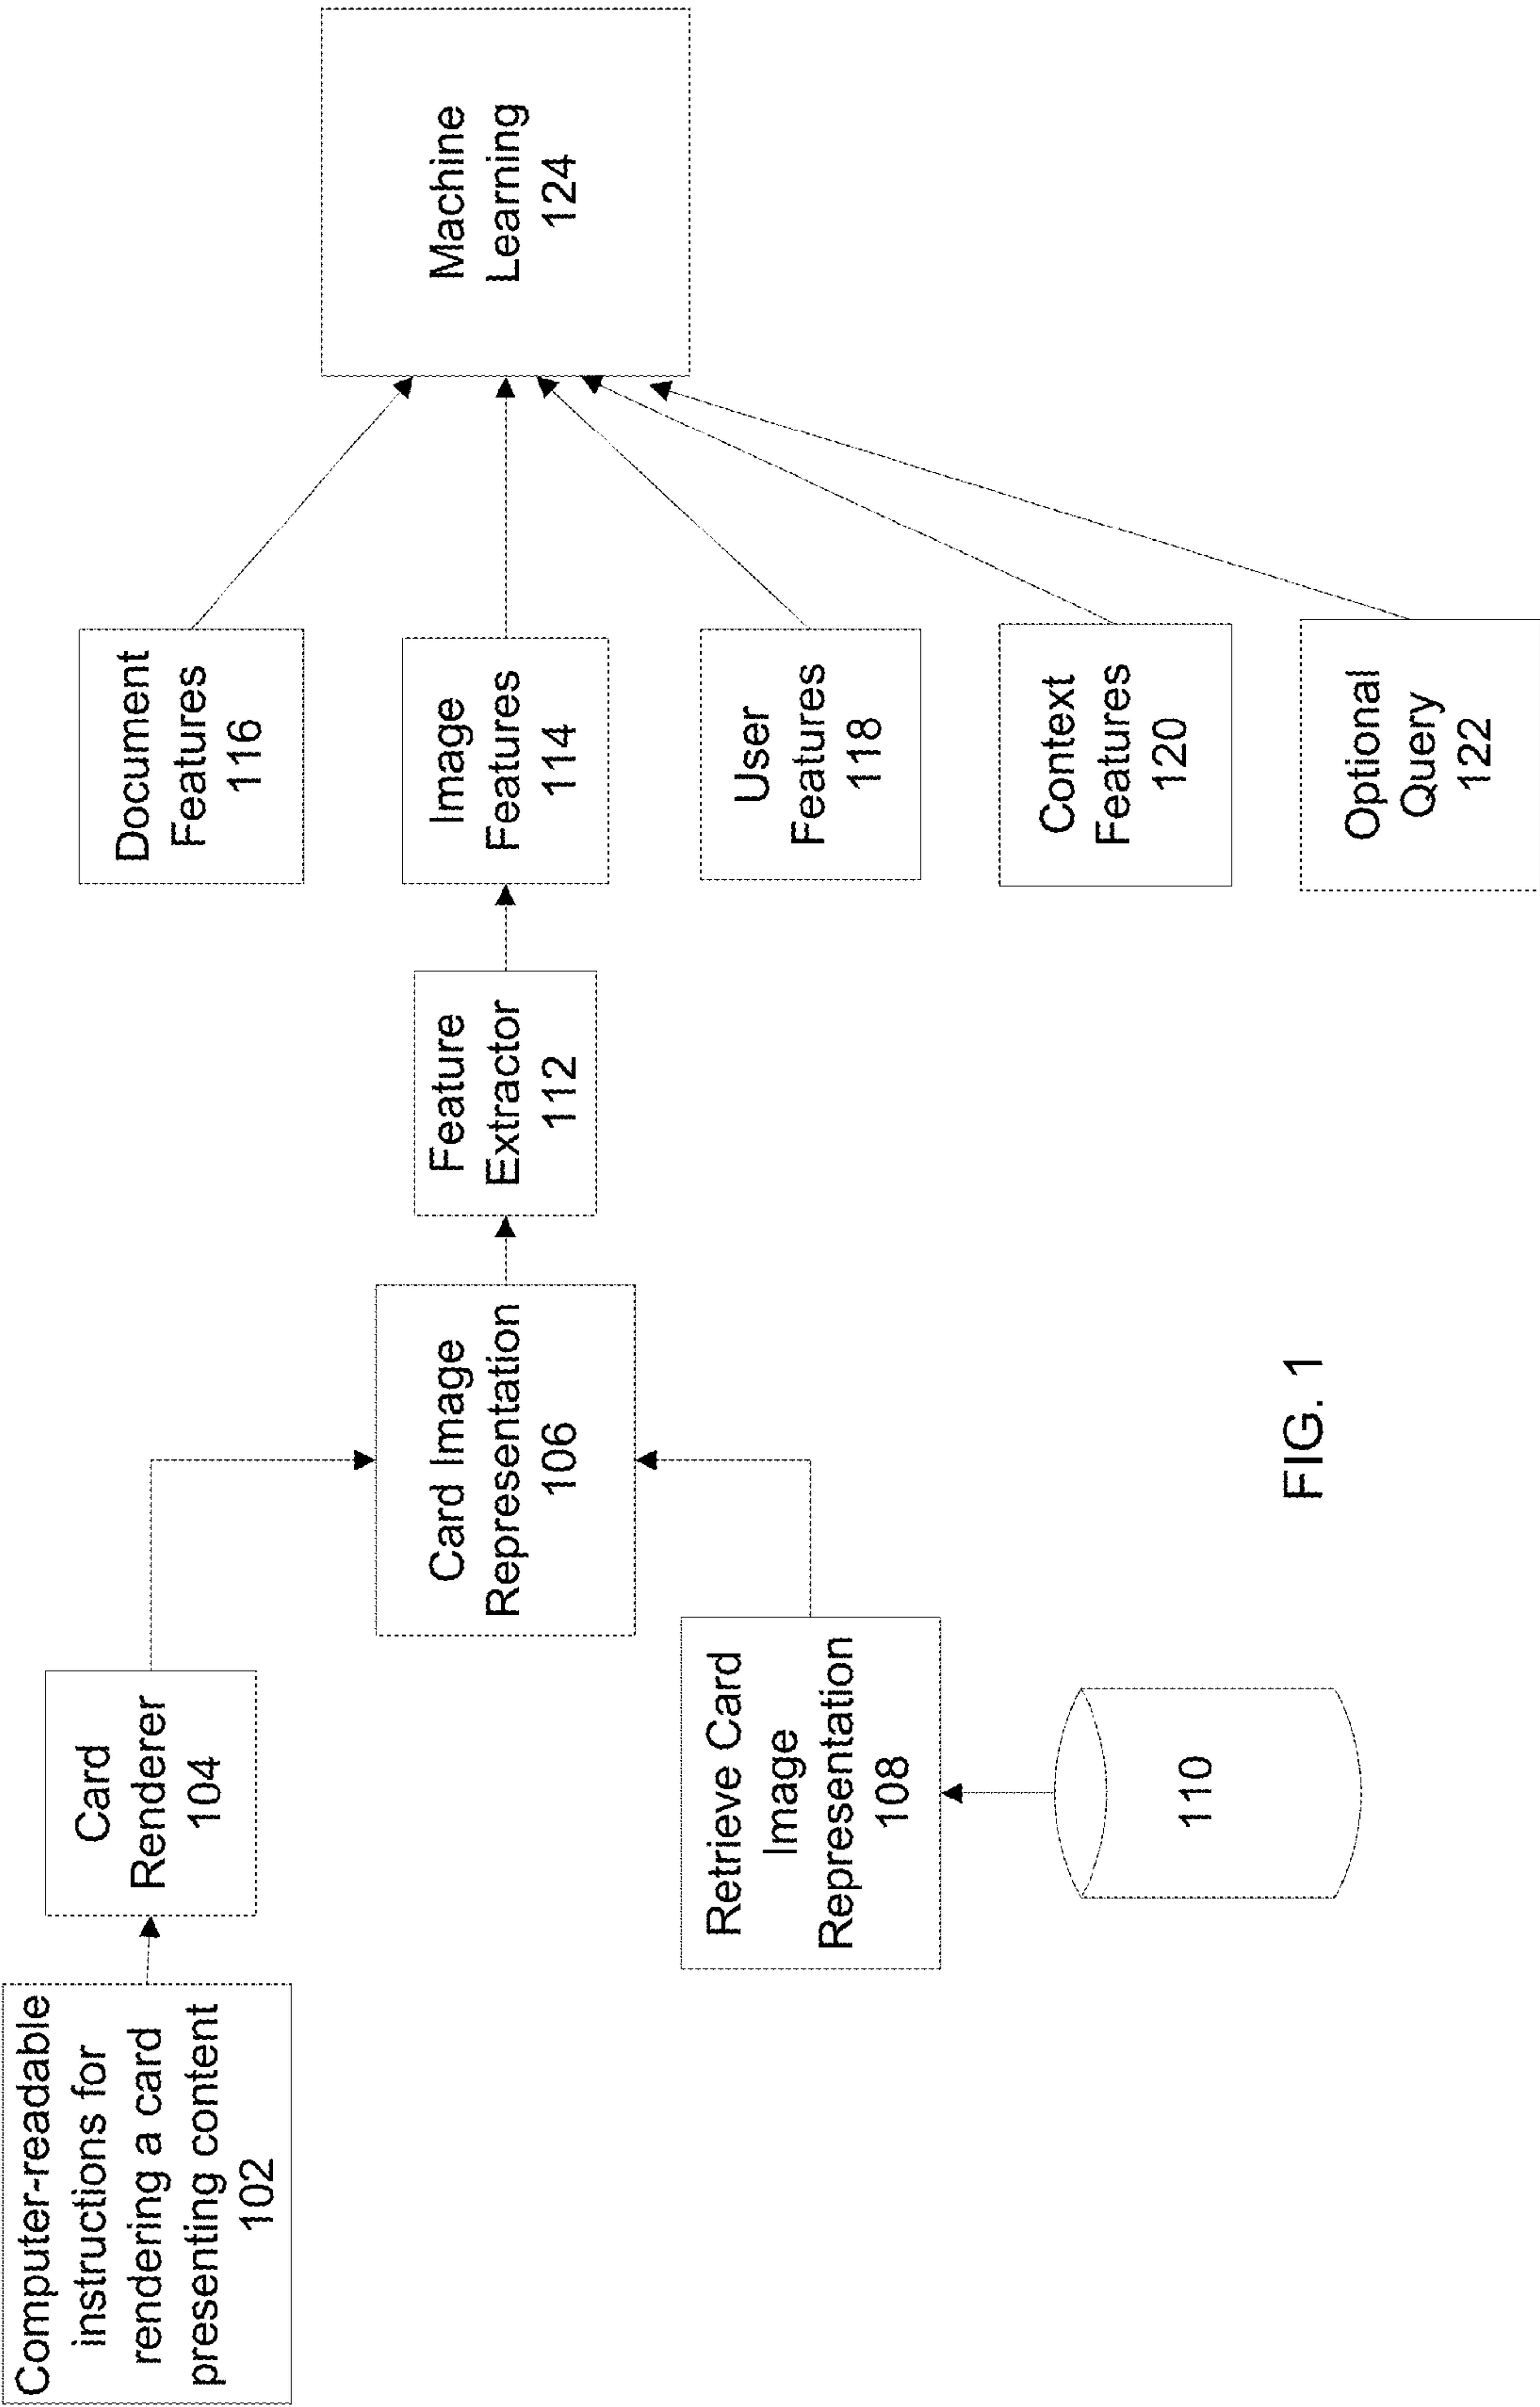 Computer-readable
instructions for
rendering a card
presenting content
102
Card
Renderer
104
Card Image
Representation
106
Retrieve Card
Image
Representation
108
110
Feature
Extractor
112
Document
Features
116
Image
Features
114
User
Features
118
Context
Features
120
Optional
Query
122
Machine
Learning
124
FIG. 1